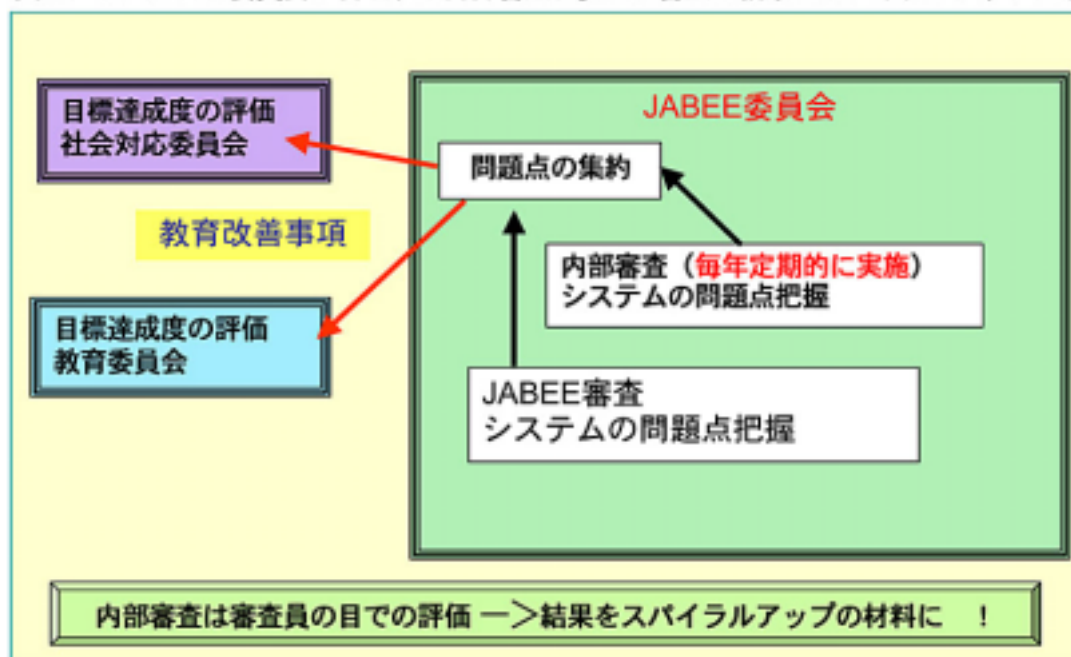 目標達成度の評価
社会対応委員会
JABEE委員会
問題点の集約
教育改善事項
内部審査（毎年定期的に実施）
システムの問題点把握
目標達成度の評価
教育委員会
JABEE審査
システムの問題点把握
内部審査は審査員の目での評価 ―＞結果をスパイラルアップの材料に　！